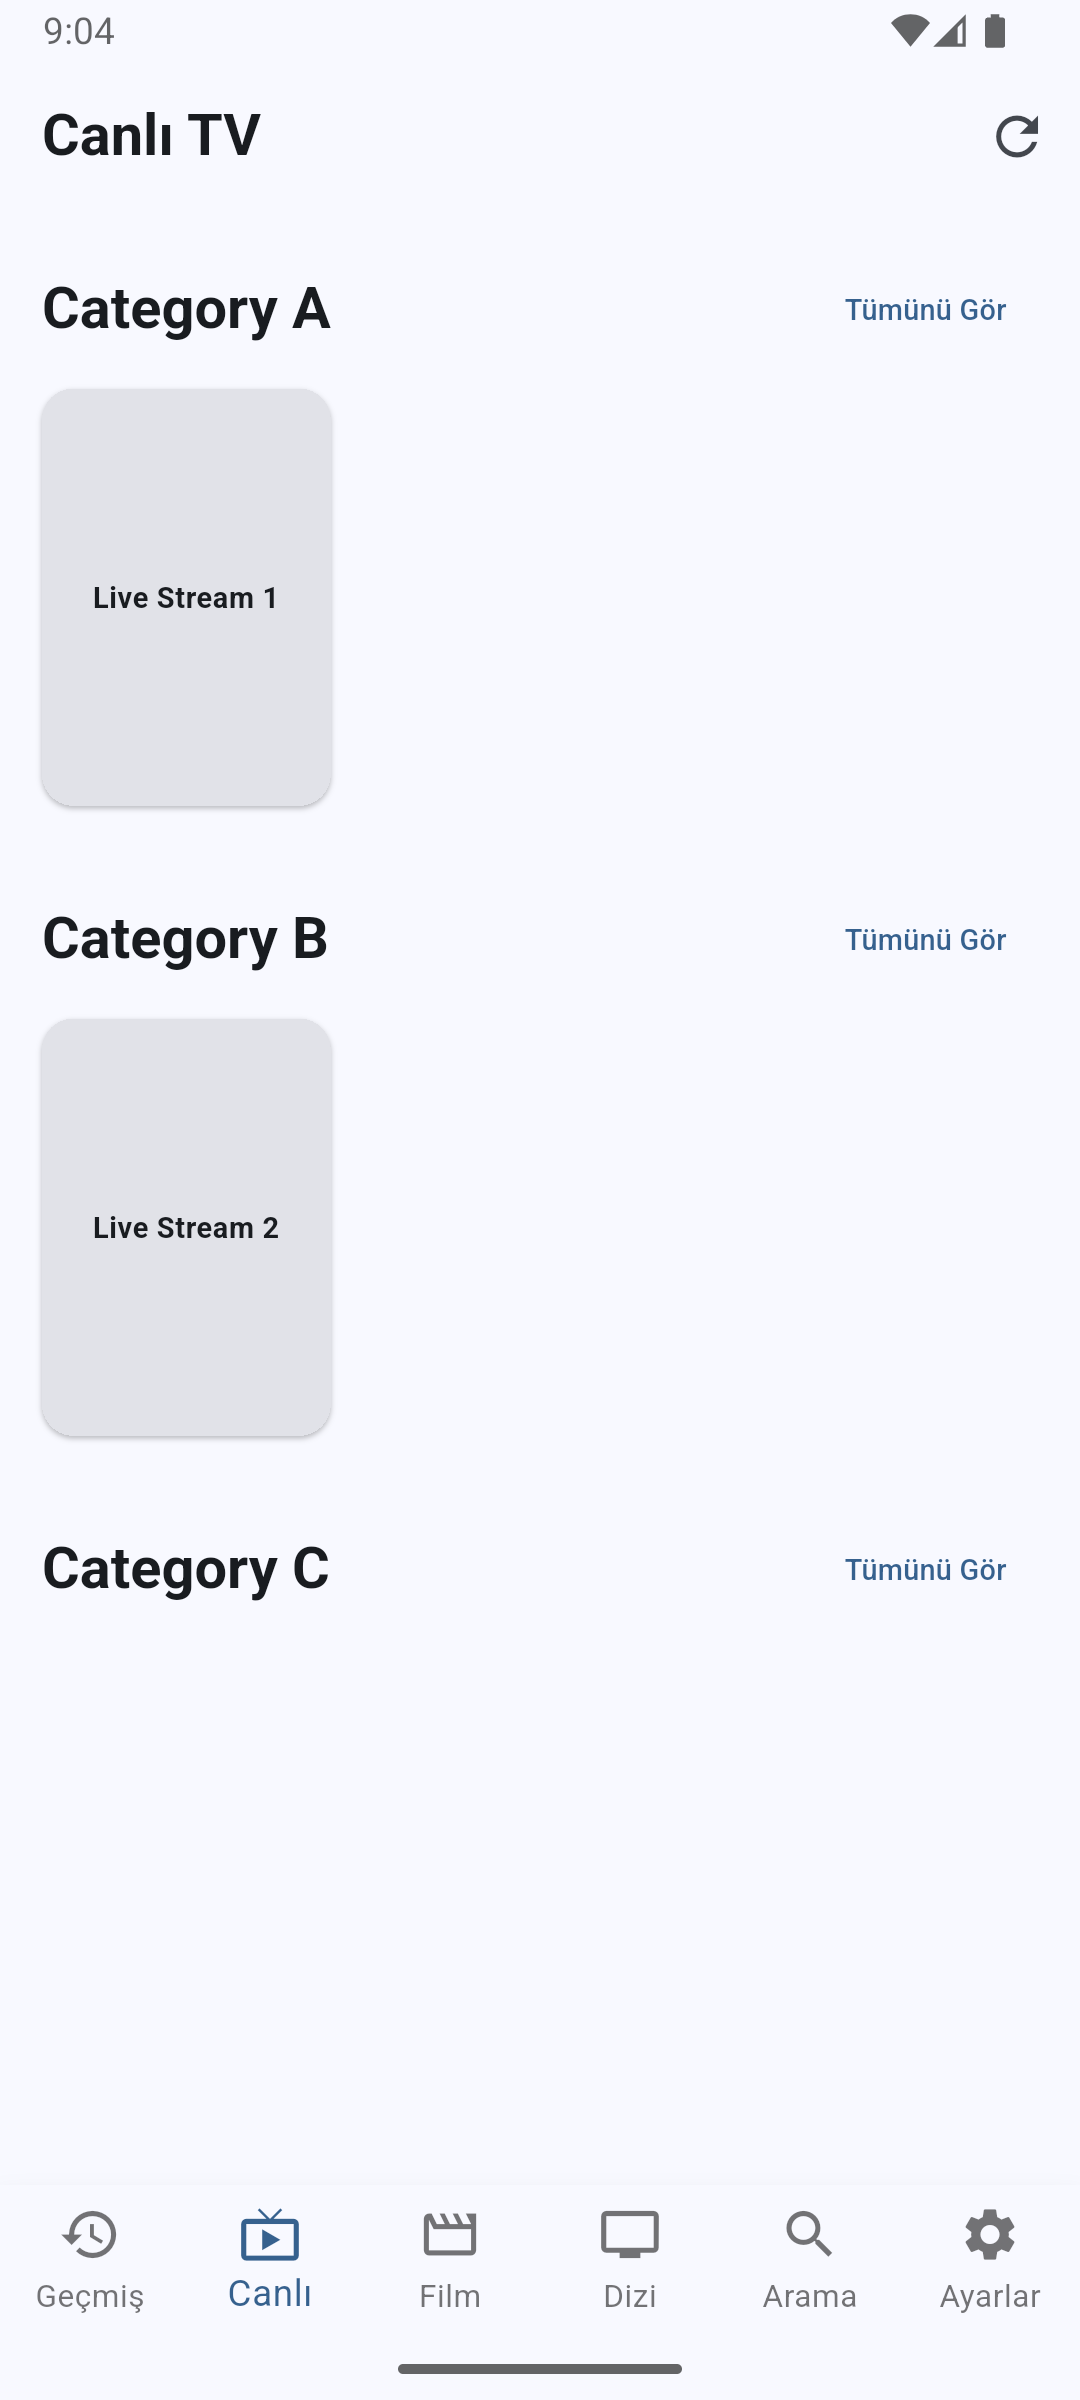 9:04
Canlı TV
Category A
Tümünü Gör
Live Stream 1
Category B
Tümünü Gör
Live Stream 2
Category C
Tümünü Gör
Geçmiş
Canlı
Film
Dizi
Arama
Ayarlar